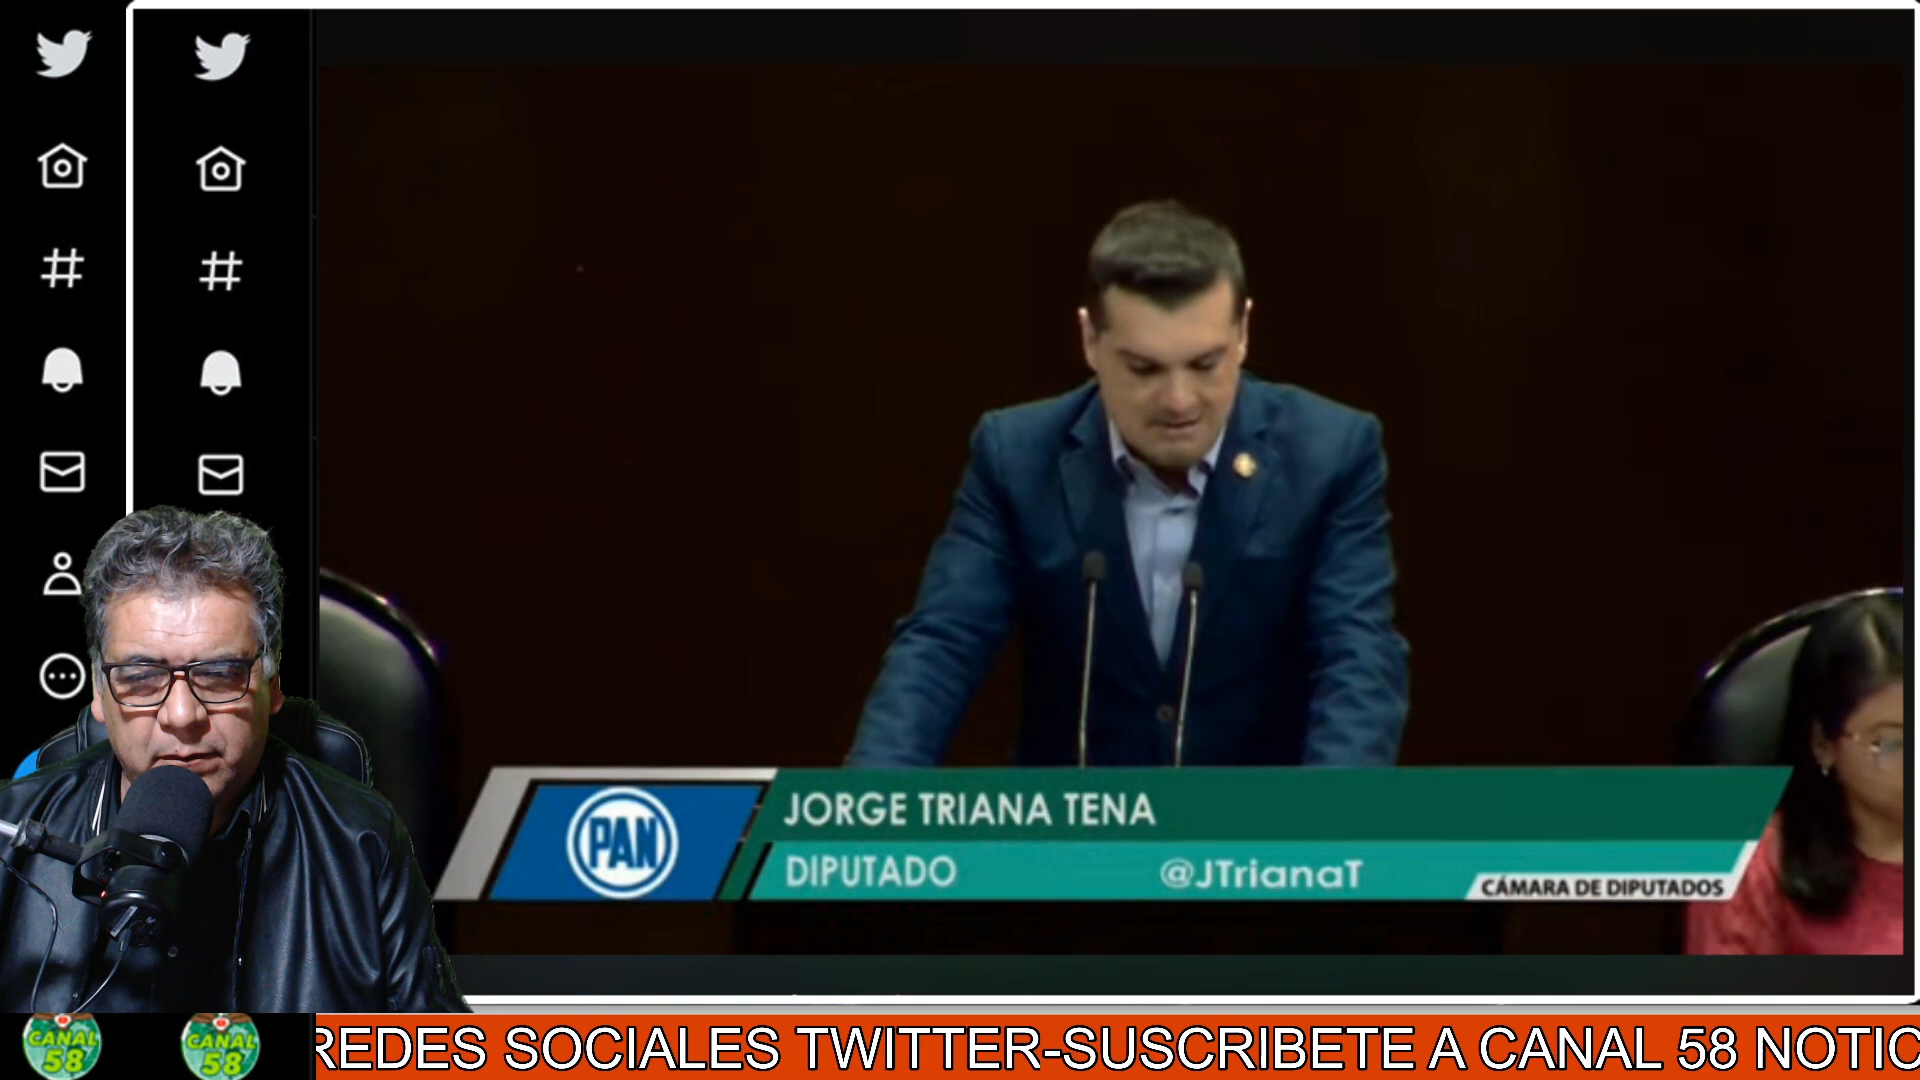 PAN
JORGE TRIANA TENA
DIPUTADO
@JTrianaT
CÁMARA DE DIPUTADOS
CANAL
58
CANAL
58
REDES SOCIALES TWITTER-SUSCRIBETE A CANAL 58 NOTIC